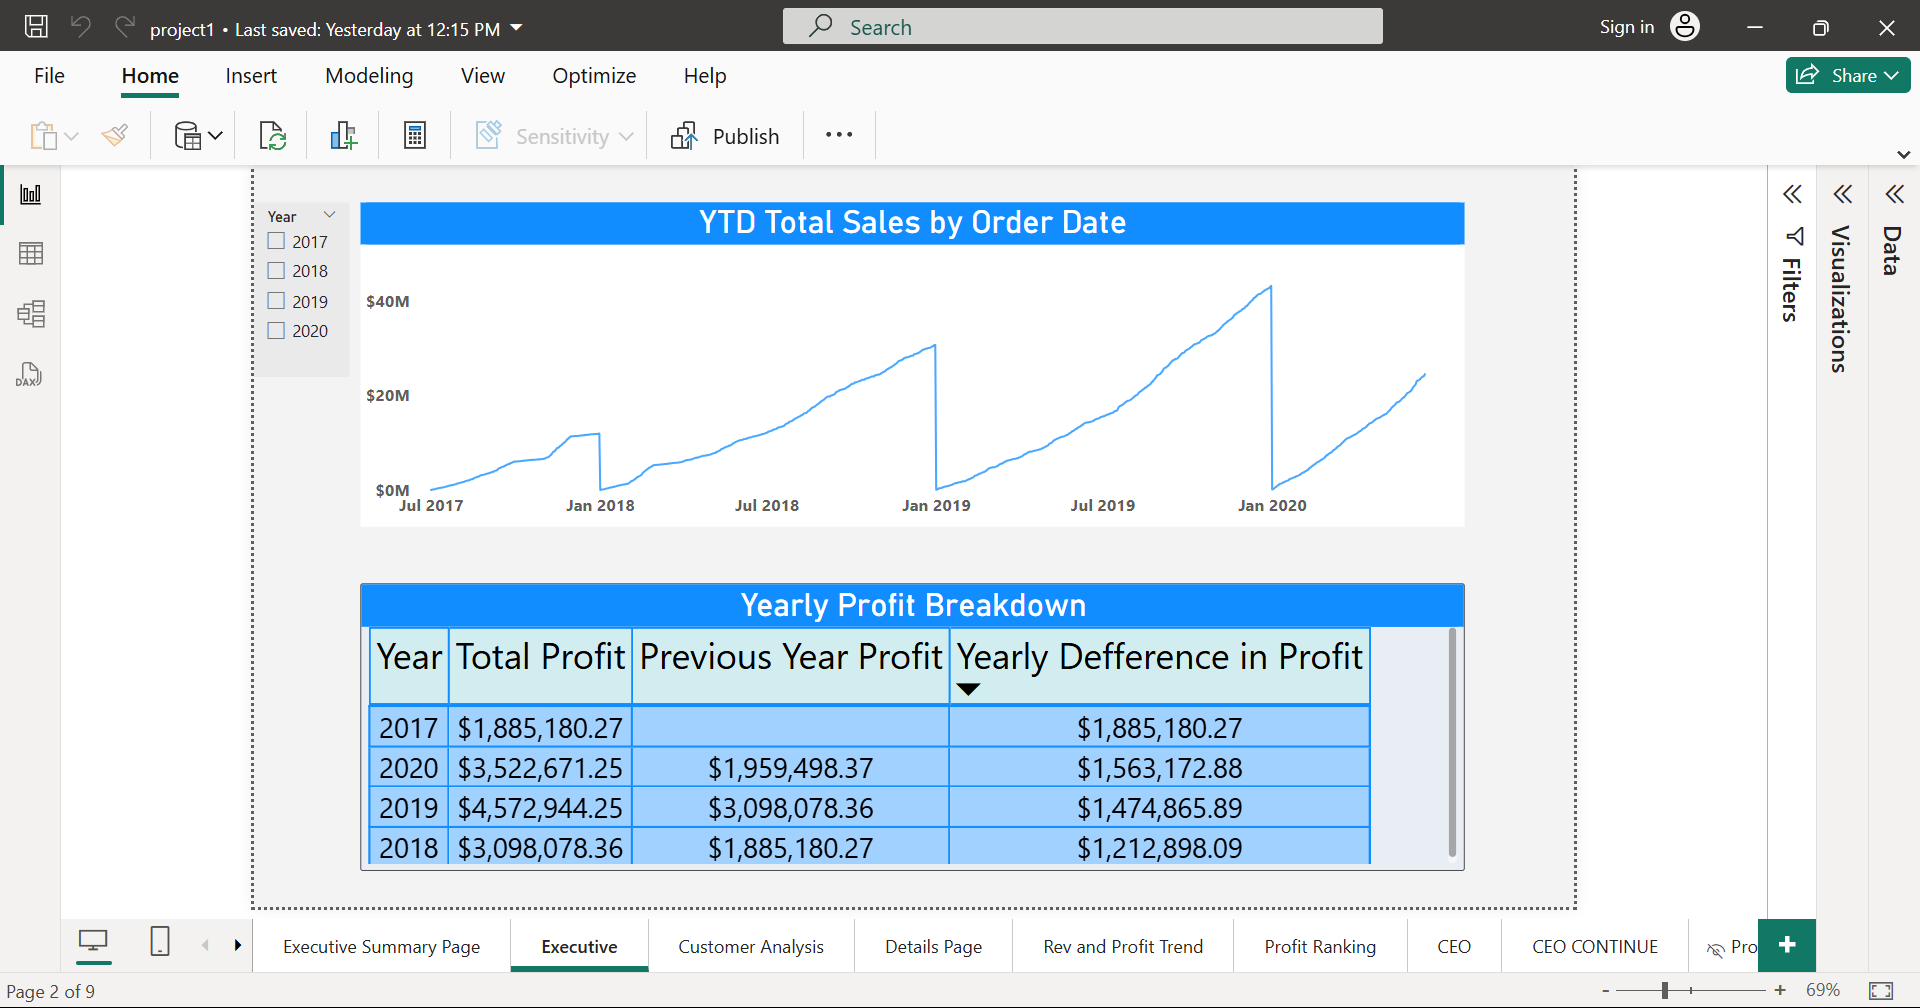 project1 • Last saved: Yesterday at 12:15 PM
Search
Sign in
File Home Insert Modeling View Optimize Help
Share
Sensitivity
Publish
DAX
Year
2017
2018
2019
2020
YTD Total Sales by Order Date
$40M
$20M
$0M
Jul 2017 Jan 2018 Jul 2018 Jan 2019 Jul 2019 Jan 2020
Filters
Visualizations
Data
Yearly Profit Breakdown
Year Total Profit Previous Year Profit Yearly Defference in Profit
2017 $1,885,180.27 $1,885,180.27
2020 $3,522,671.25 $1,959,498.37 $1,563,172.88
2019 $4,572,944.25 $3,098,078.36 $1,474,865.89
2018 $3,098,078.36 $1,885,180.27 $1,212,898.09
Executive Summary Page Executive Customer Analysis Details Page Rev and Profit Trend Profit Ranking CEO CEO CONTINUE Pro
Page 2 of 9
- + 69%